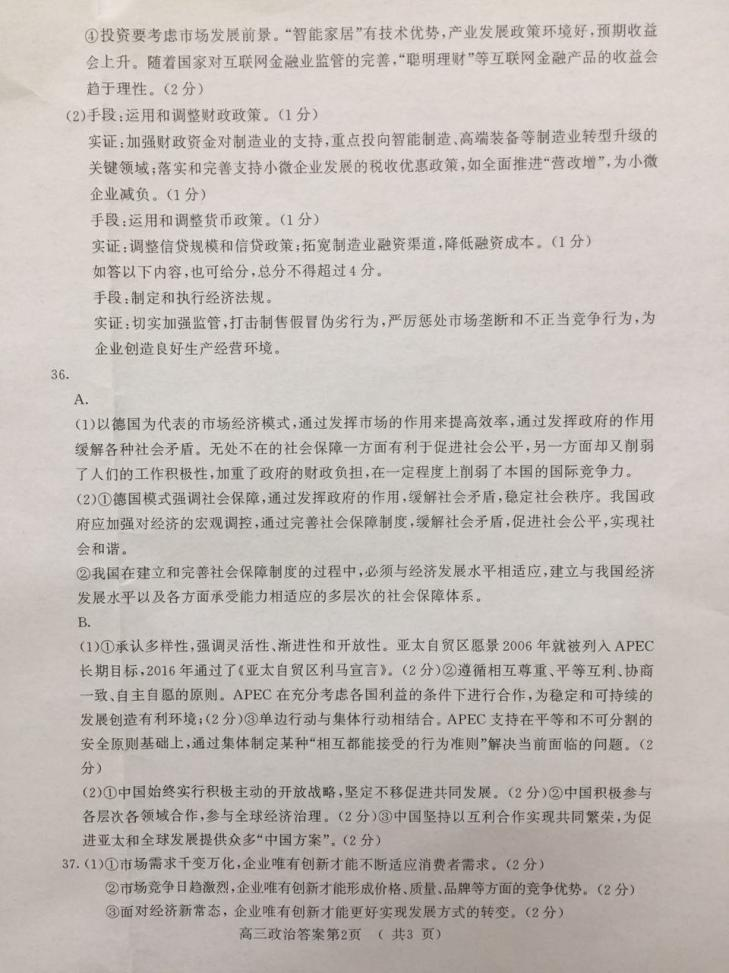 ④投资要考虑市场发展前景。“智能家居”有技术优势,产业发展政策环境好,预期收益
会上升。随着国家对互联网金融业监管的完善,“聪明理财”等互联网金融产品的收益会
趋于理性。(2分)
(2)手段:运用和调整财政政策。(1分)
实证:加强财政资金对制造业的支持,重点投向智能制造、高端装备等制造业转型升级的
关键领域;落实和完善支持小微企业发展的税收优惠政策,如全面推进“营改增”,为小微
企业减负。(1分)
手段:运用和调整货币政策。(1分)
实证:调整信贷规模和信贷政策;拓宽制造业融资渠道,降低融资成本。(1分)
如答以下内容,也可给分,总分不得超过4分。
手段:制定和执行经济法规。
实证:切实加强监管,打击制售假冒伪劣行为,严厉惩处市场垄断和不正当竞争行为,为
企业创造良好生产经营环境。
36.
A.
(1)以德国为代表的市场经济模式,通过发挥市场的作用来提高效率,通过发挥政府的作用
缓解各种社会矛盾。无处不在的社会保障一方面有利于促进社会公平,另一方面却又削弱
了人们的工作积极性,加重了政府的财政负担,在一定程度上削弱了本国的国际竞争力。
(2)①德国模式强调社会保障,通过发挥政府的作用,缓解社会矛盾,稳定社会秩序。我国政
府应加强对经济的宏观调控,通过完善社会保障制度,缓解社会矛盾,促进社会公平,实现社
会和谐。
②我国在建立和完善社会保障制度的过程中,必须与经济发展水平相适应,建立与我国经济
发展水平以及各方面承受能力相适应的多层次的社会保障体系。
B.
(1)①承认多样性,强调灵活性、渐进性和开放性。亚太自贸区愿景2006年就被列入APEC
长期目标,2016年通过了《亚太自贸区利马宣言》。(2分)②遵循相互尊重、平等互利、协商
一致、自主自愿的原则。APEC在充分考虑各国利益的条件下进行合作,为稳定和可持续的
发展创造有利环境;(2分)③单边行动与集体行动相结合。APEC支持在平等和不可分割的
安全原则基础上,通过集体制定某种“相互都能接受的行为准则”解决当前面临的问题。(2
分)
(2)①中国始终实行积极主动的开放战略,坚定不移促进共同发展。(2分)②中国积极参与
各层次各领域合作,参与全球经济治理。(2分)③中国坚持以互利合作实现共同繁荣,为促
进亚太和全球发展提供众多“中国方案”。(2分)
37.(1)①市场需求千变万化,企业唯有创新才能不断适应消费者需求。(2分)
②市场竞争日趋激烈,企业唯有创新才能形成价格、质量、品牌等方面的竞争优势。(2分)
③面对经济新常态,企业唯有创新才能更好实现发展方式的转变。(2分)
高三政治答案第2页 ( 共3 页)